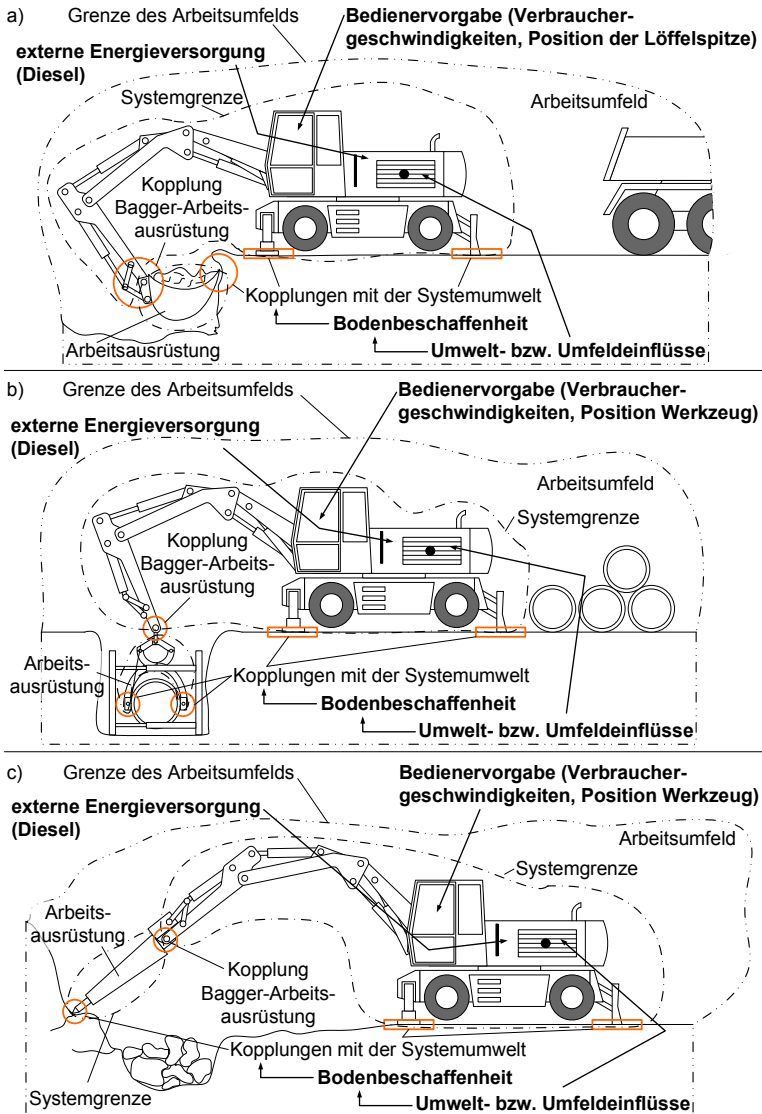 a) Grenze des Arbeitsumfelds
Bedienervorgabe (Verbraucher-
geschwindigkeiten, Position der Löffelspitze)
externe Energieversorgung
(Diesel)
Systemgrenze
Arbeitsumfeld
Kopplung
Bagger-Arbeits-
ausrüstung
Kopplungen mit der Systemumwelt
Bodenbeschaffenheit
Arbeitsausrüstung
Umwelt- bzw. Umfeldeinflüsse
b) Grenze des Arbeitsumfelds
Bedienervorgabe (Verbraucher-
geschwindigkeiten, Position Werkzeug)
externe Energieversorgung
(Diesel)
Arbeitsumfeld
Systemgrenze
Kopplung
Bagger-Arbeits-
ausrüstung
Arbeits-
ausrüstung
Kopplungen mit der Systemumwelt
Bodenbeschaffenheit
Umwelt- bzw. Umfeldeinflüsse
c) Grenze des Arbeitsumfelds
Bedienervorgabe (Verbraucher-
geschwindigkeiten, Position Werkzeug)
externe Energieversorgung
(Diesel)
Arbeitsumfeld
Systemgrenze
Arbeits-
ausrüstung
Kopplung
Bagger-Arbeits-
ausrüstung
Kopplungen mit der Systemumwelt
Bodenbeschaffenheit
Systemgrenze
Umwelt- bzw. Umfeldeinflüsse